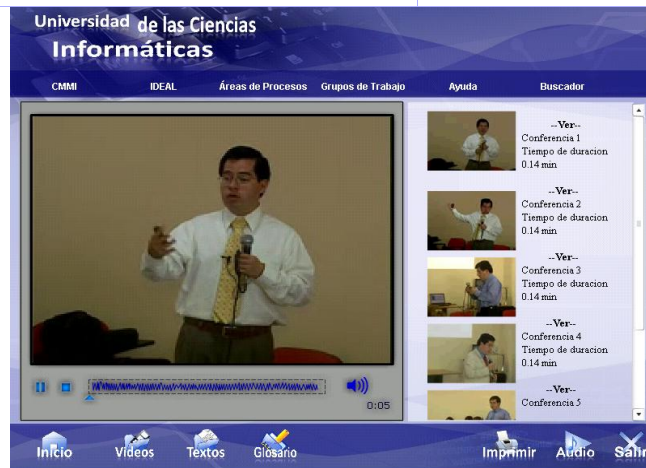 Universidad de las Ciencias
Informáticas
CMMI IDEAL Áreas de Procesos Grupos de Trabajo Ayuda Buscador
--Ver--
Conferencia 1
Tiempo de duracion
0.14 min
--Ver--
Conferencia 2
Tiempo de duracion
0.14 min
--Ver--
Conferencia 3
Tiempo de duracion
0.14 min
--Ver--
Conferencia 4
Tiempo de duracion
0.14 min
--Ver--
Conferencia 5
0:05
Inicio Videos Textos Glosario Imprimir Audio Salir